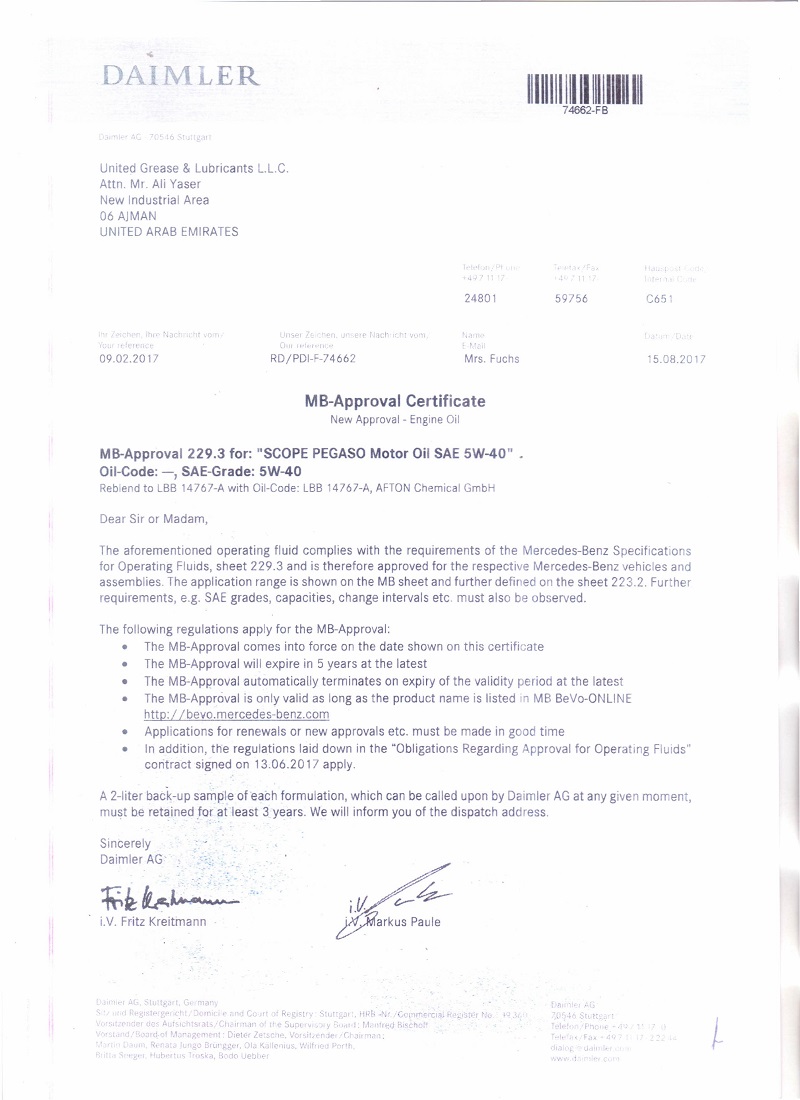 DAIMLER
74662-FB
Daimler AG · 70546 Stuttgart
United Grease & Lubricants L.L.C.
Attn. Mr. Ali Yaser
New Industrial Area
06 AJMAN
UNITED ARAB EMIRATES
Telefon/Phone Telefax/Fax Hauspost Code/
+49 7 11 17- +49 7 11 17- Internal Code
24801 59756 C651
Ihr Zeichen, Ihre Nachricht vom/ Unser Zeichen, unsere Nachricht vom, Name Datum/Date
Your reference Our reference E-Mail
09.02.2017 RD/PDI-F-74662 Mrs. Fuchs 15.08.2017
MB-Approval Certificate
New Approval - Engine Oil
MB-Approval 229.3 for: "SCOPE PEGASO Motor Oil SAE 5W-40" .
Oil-Code: —, SAE-Grade: 5W-40
Reblend to LBB 14767-A with Oil-Code: LBB 14767-A, AFTON Chemical GmbH
Dear Sir or Madam,
The aforementioned operating fluid complies with the requirements of the Mercedes-Benz Specifications
for Operating Fluids, sheet 229.3 and is therefore approved for the respective Mercedes-Benz vehicles and
assemblies. The application range is shown on the MB sheet and further defined on the sheet 223.2. Further
requirements, e.g. SAE grades, capacities, change intervals etc. must also be observed.
The following regulations apply for the MB-Approval:
• The MB-Approval comes into force on the date shown on this certificate
• The MB-Approval will expire in 5 years at the latest
• The MB-Approval automatically terminates on expiry of the validity period at the latest
• The MB-Approval is only valid as long as the product name is listed in MB BeVo-ONLINE
http://bevo.mercedes-benz.com
• Applications for renewals or new approvals etc. must be made in good time
• In addition, the regulations laid down in the "Obligations Regarding Approval for Operating Fluids"
contract signed on 13.06.2017 apply.
A 2-liter back-up sample of each formulation, which can be called upon by Daimler AG at any given moment,
must be retained for at least 3 years. We will inform you of the dispatch address.
Sincerely
Daimler AG
i.V.
i.V. Fritz Kreitmann i.V. Markus Paule
Daimler AG, Stuttgart, Germany
Sitz und Registergericht/Domicile and Court of Registry: Stuttgart, HRB-Nr./Commercial Register No.:
Vorsitzender des Aufsichtsrats/Chairman of the Supervisory Board: Manfred Bischoff
Vorstand/Board of Management: Dieter Zetsche, Vorsitzender/Chairman;
Martin Daum, Renata Jungo Brüngger, Ola Källenius, Wilfried Porth,
Britta Seeger, Hubertus Troska, Bodo Uebber
Daimler AG
70546 Stuttgart
Telefon/Phone +49 7 11 17 0
Telefax/Fax +49 7 11 17-
dialog@daimler.com
www.daimler.com